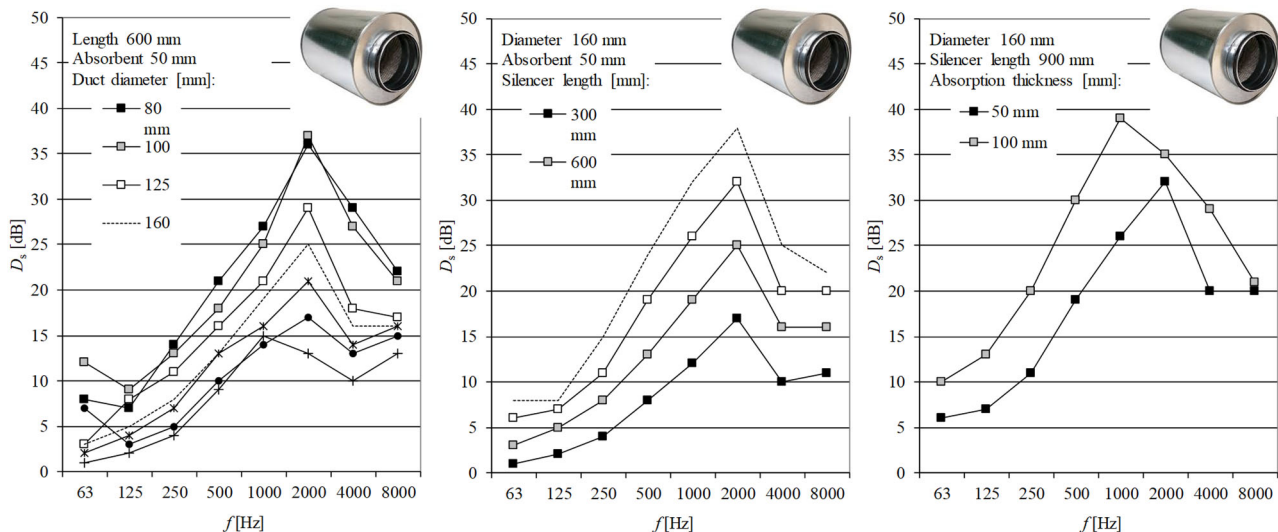 50
45
40
35
30
25
20
15
10
5
0
Dₛ [dB]
Length 600 mm
Absorbent 50 mm
Duct diameter [mm]:
80
mm
100
125
160
63 125 250 500 1000 2000 4000 8000
f [Hz]
50
45
40
35
30
25
20
15
10
5
0
Dₛ [dB]
Diameter 160 mm
Absorbent 50 mm
Silencer length [mm]:
300
mm
600
mm
63 125 250 500 1000 2000 4000 8000
f [Hz]
50
45
40
35
30
25
20
15
10
5
0
Dₛ [dB]
Diameter 160 mm
Silencer length 900 mm
Absorption thickness [mm]:
50 mm
100 mm
63 125 250 500 1000 2000 4000 8000
f [Hz]